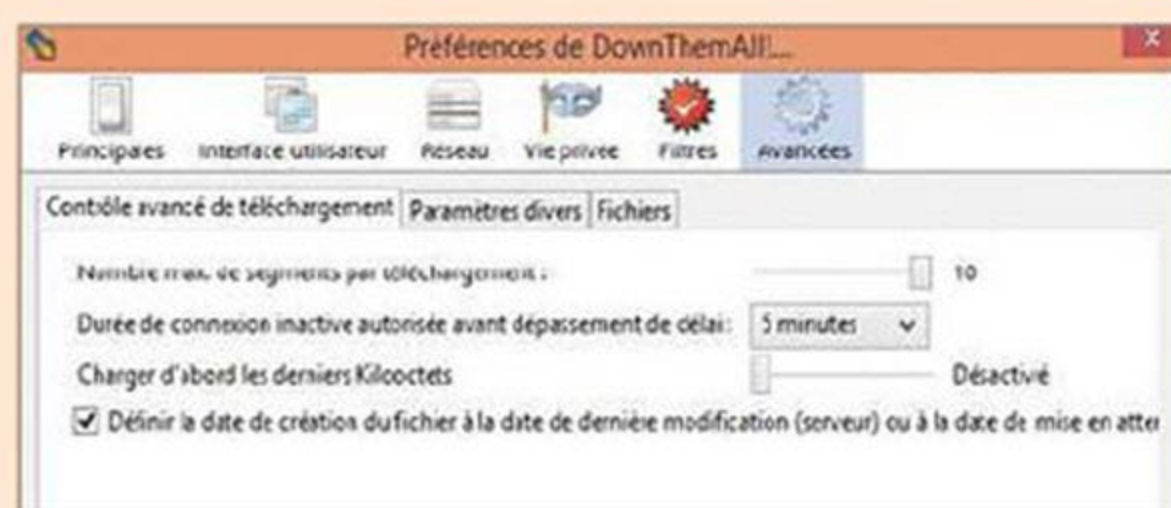 Préférences de DownThemAll!...
Principales Interface utilisateur Réseau Vie privée Filtres Avancées
Contrôle avancé de téléchargement Paramètres divers Fichiers
Nombre max. de segments par téléchargement : 10
Durée de connexion inactive autorisée avant dépassement de délai : 5 minutes
Charger d'abord les derniers Kilooctets Désactivé
Définir la date de création du fichier à la date de dernière modification (serveur) ou à la date de mise en atter